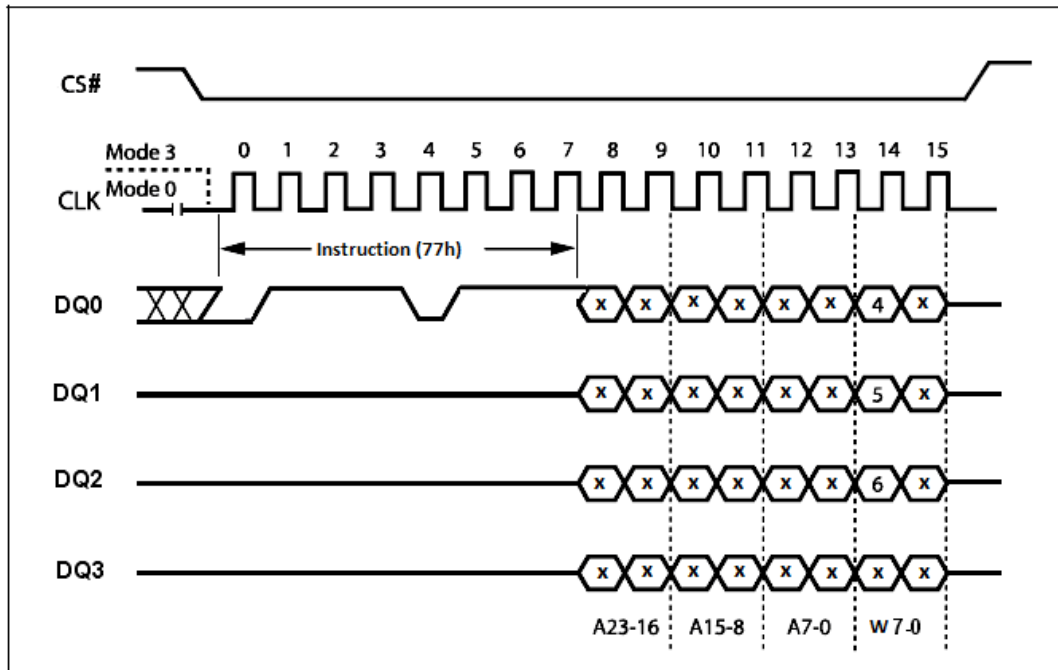 CS#
Mode 3
0 1 2 3 4 5 6 7 8 9 10 11 12 13 14 15
Mode 0
CLK
Instruction (77h)
DQ0 x x x x x x 4 x
DQ1 x x x x x x 5 x
DQ2 x x x x x x 6 x
DQ3 x x x x x x x x
A23-16 A15-8 A7-0 W7-0